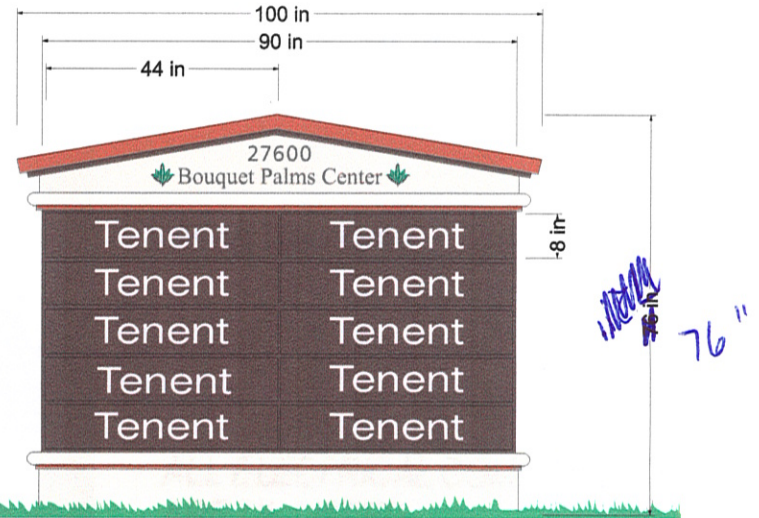 100 in
90 in
44 in
27600
Bouquet Palms Center
Tenent Tenent
8 in
Tenent Tenent
Tenent Tenent
76 "
Tenent Tenent
Tenent Tenent